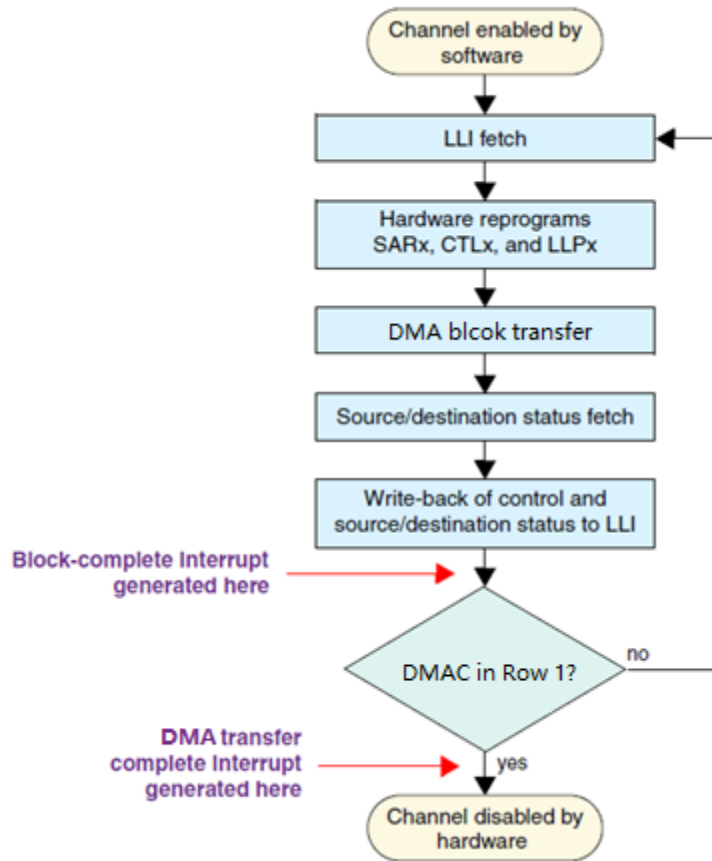 Channel enabled by
software
LLI fetch
Hardware reprograms
SARx, CTLx, and LLPx
DMA blcok transfer
Source/destination status fetch
Write-back of control and
source/destination status to LLI
Block-complete Interrupt
generated here
DMAC in Row 1?
no
DMA transfer
complete Interrupt
generated here
yes
Channel disabled by
hardware